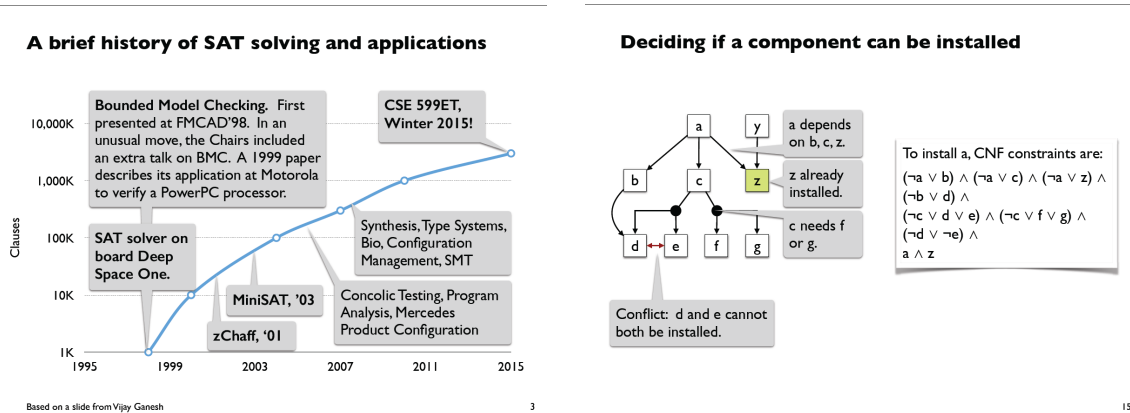 A brief history of SAT solving and applications
Clauses
10,000K
1,000K
100K
10K
1K
1995
1999
2003
2007
2011
2015
Bounded Model Checking. First
presented at FMCAD'98. In an
unusual move, the Chairs included
an extra talk on BMC. A 1999 paper
describes its application at Motorola
to verify a PowerPC processor.
CSE 599ET,
Winter 2015!
SAT solver on
board Deep
Space One.
Synthesis, Type Systems,
Bio, Configuration
Management, SMT
MiniSAT, '03
Concolic Testing, Program
Analysis, Mercedes
Product Configuration
zChaff, ‘01
Based on a slide from Vijay Ganesh
3
Deciding if a component can be installed
a
y
a depends
on b, c, z.
b
c
z
z already
installed.
c needs f
or g.
d
e
f
g
Conflict: d and e cannot
both be installed.
To install a, CNF constraints are:
(¬a ∨ b) ∧ (¬a ∨ c) ∧ (¬a ∨ z) ∧
(¬b ∨ d) ∧
(¬c ∨ d ∨ e) ∧ (¬c ∨ f ∨ g) ∧
(¬d ∨ ¬e) ∧
a ∧ z
15